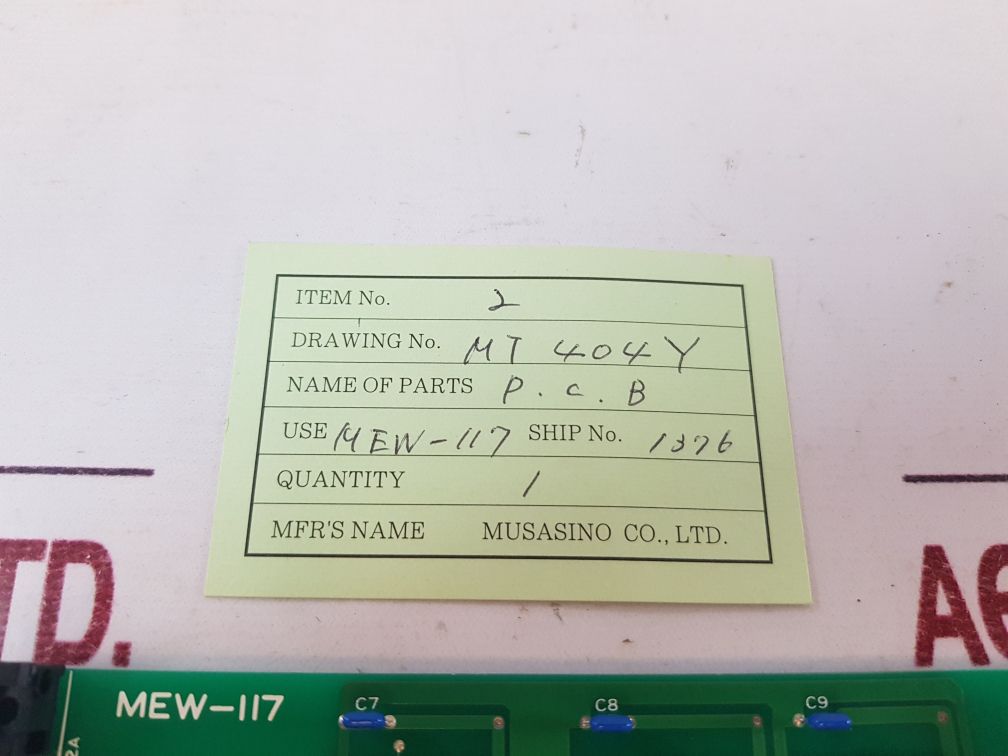 ITEM No. 2
DRAWING No. MT 404Y
NAME OF PARTS P.C.B
USE MEW-117 SHIP No. 1376
QUANTITY 1
MFR'S NAME MUSASINO CO., LTD.
TD.
MEW-117
C7
C8
C9